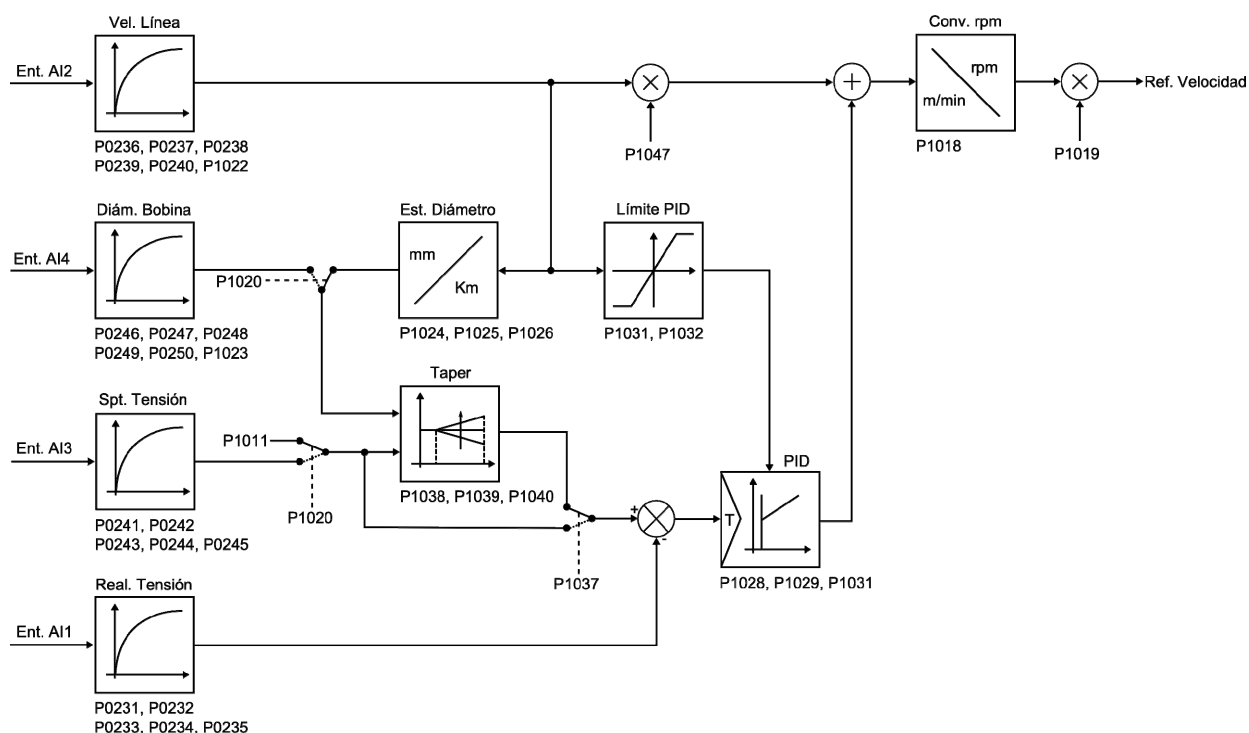 Vel. Línea
Conv. rpm
Ent. AI2
rpm
m/min
Ref. Velocidad
P0236, P0237, P0238
P0239, P0240, P1022
P1047
P1018
P1019
Diám. Bobina
Est. Diámetro
Límite PID
Ent. AI4
P1020
mm
Km
P0246, P0247, P0248
P0249, P0250, P1023
P1024, P1025, P1026
P1031, P1032
Spt. Tensión
Taper
P1011
Ent. AI3
PID
P1038, P1039, P1040
P1020
+
-
T
P0241, P0242
P0243, P0244, P0245
P1037
P1028, P1029, P1031
Real. Tensión
Ent. AI1
P0231, P0232
P0233, P0234, P0235